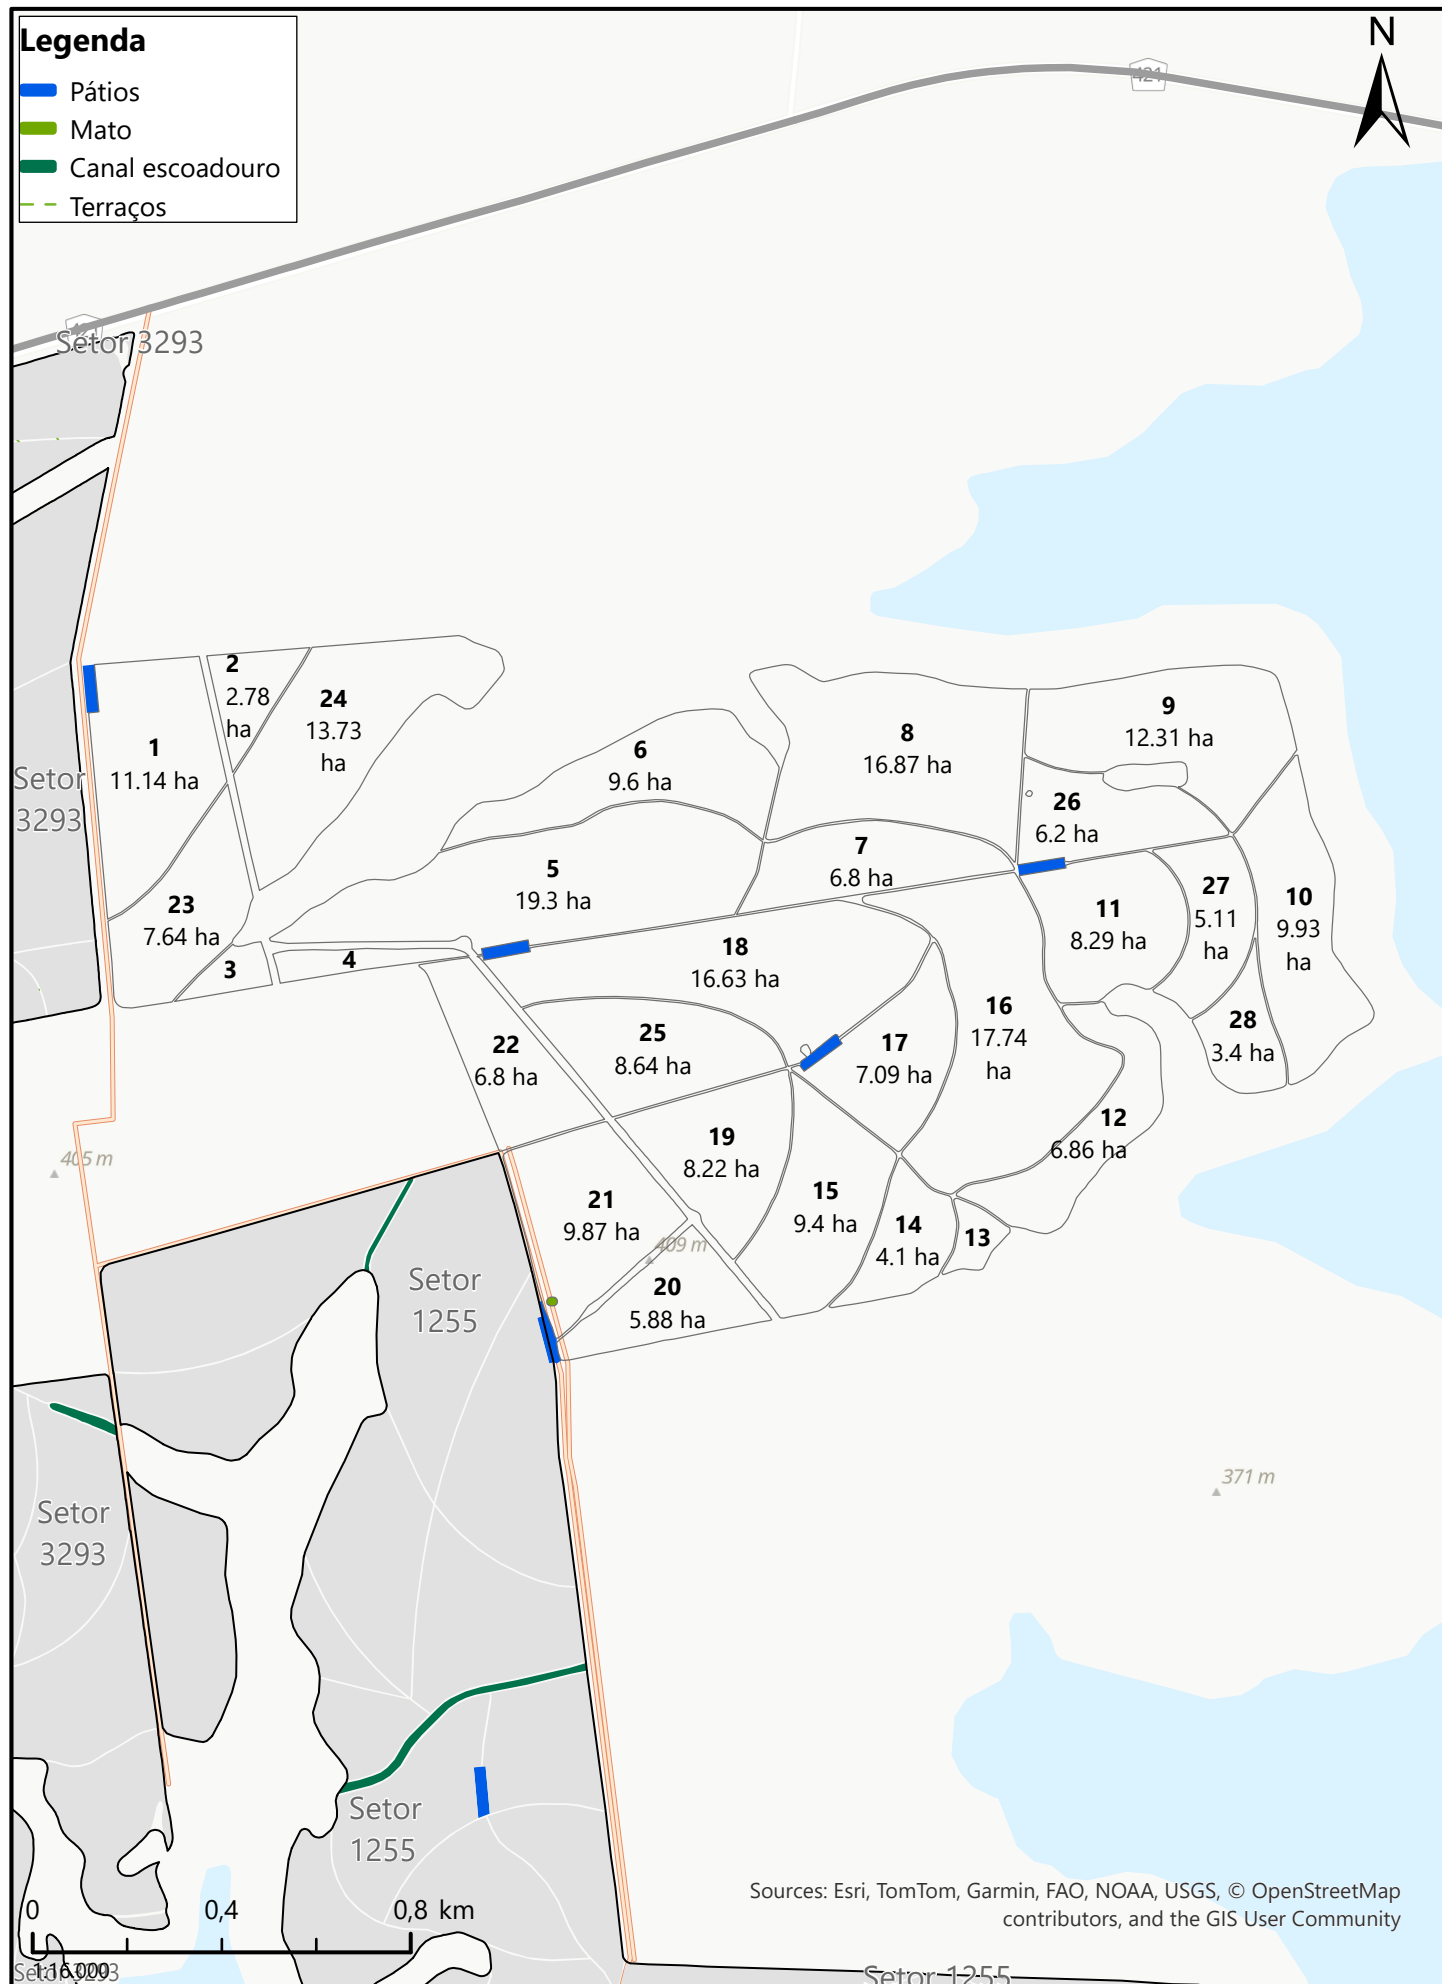 Legenda
Pátios
Mato
Canal escoadouro
Terraços
N
421
Setor 3293
2
2.78
ha
24
13.73
ha
1
11.14 ha
Setor
3293
6
9.6 ha
8
16.87 ha
9
12.31 ha
26
6.2 ha
7
6.8 ha
5
19.3 ha
27
5.11
ha
10
9.93
ha
11
8.29 ha
23
7.64 ha
3
4
18
16.63 ha
16
17.74
ha
28
3.4 ha
22
6.8 ha
25
8.64 ha
17
7.09 ha
12
6.86 ha
19
8.22 ha
405 m
21
9.87 ha
15
9.4 ha
14
4.1 ha
13
409 m
20
5.88 ha
Setor
1255
371 m
Setor
3293
Setor
1255
Sources: Esri, TomTom, Garmin, FAO, NOAA, USGS, © OpenStreetMap
contributors, and the GIS User Community
0 0,4 0,8 km
1:16.000
Setor 3293
Setor 1255